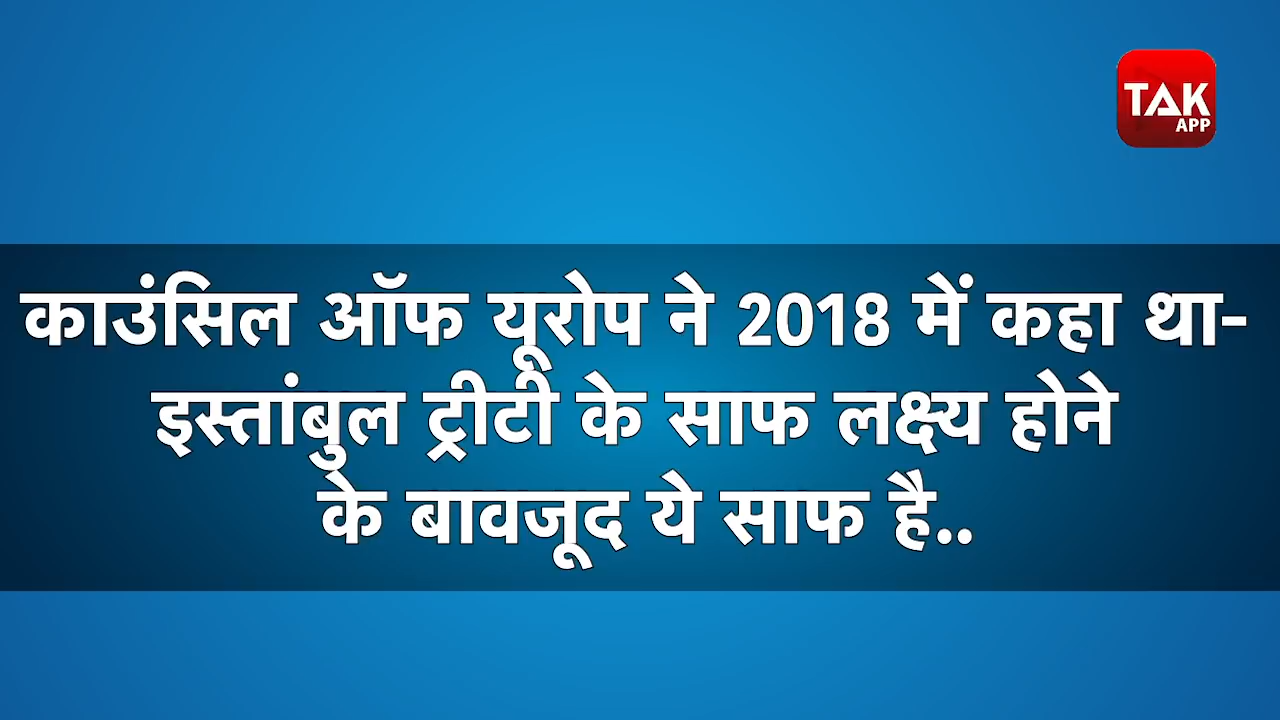 TAK
APP
काउंसिल ऑफ यूरोप ने 2018 में कहा था-
इस्तांबुल ट्रीटी के साफ लक्ष्य होने
के बावजूद ये साफ है..